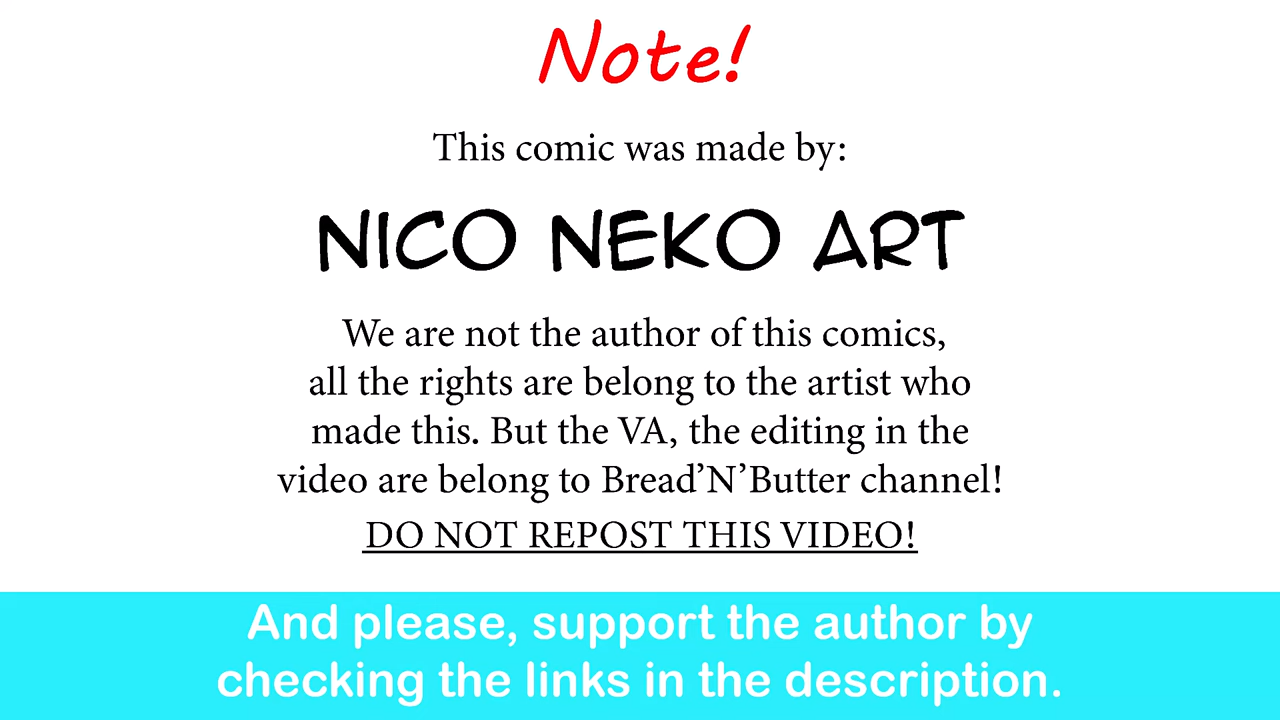 Note!
This comic was made by:
NICO NEKO ART
We are not the author of this comics,
all the rights are belong to the artist who
made this. But the VA, the editing in the
video are belong to Bread’N’Butter channel!
DO NOT REPOST THIS VIDEO!
And please, support the author by
checking the links in the description.